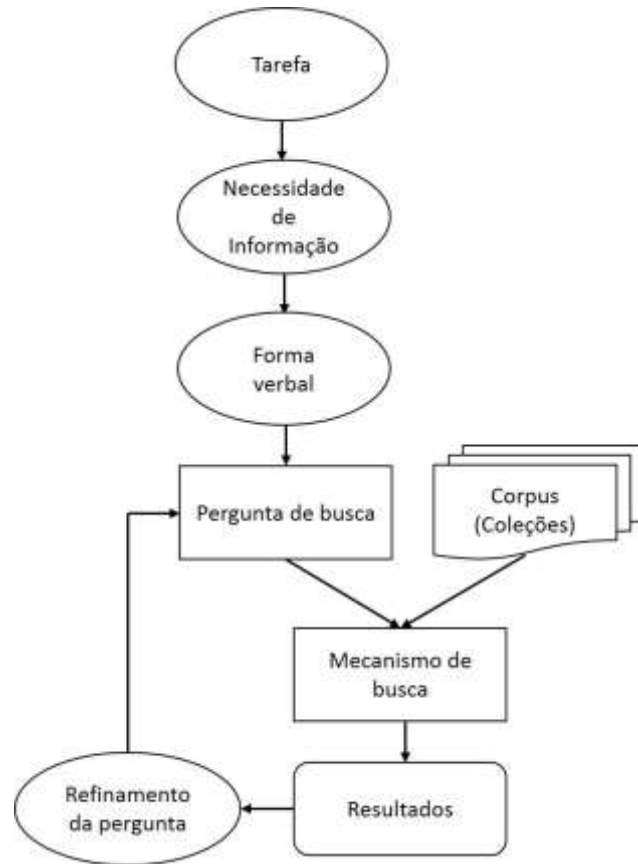 Tarefa
Necessidade
de
Informação
Forma
verbal
Pergunta de busca
Corpus
(Coleções)
Mecanismo de
busca
Refinamento
da pergunta
Resultados